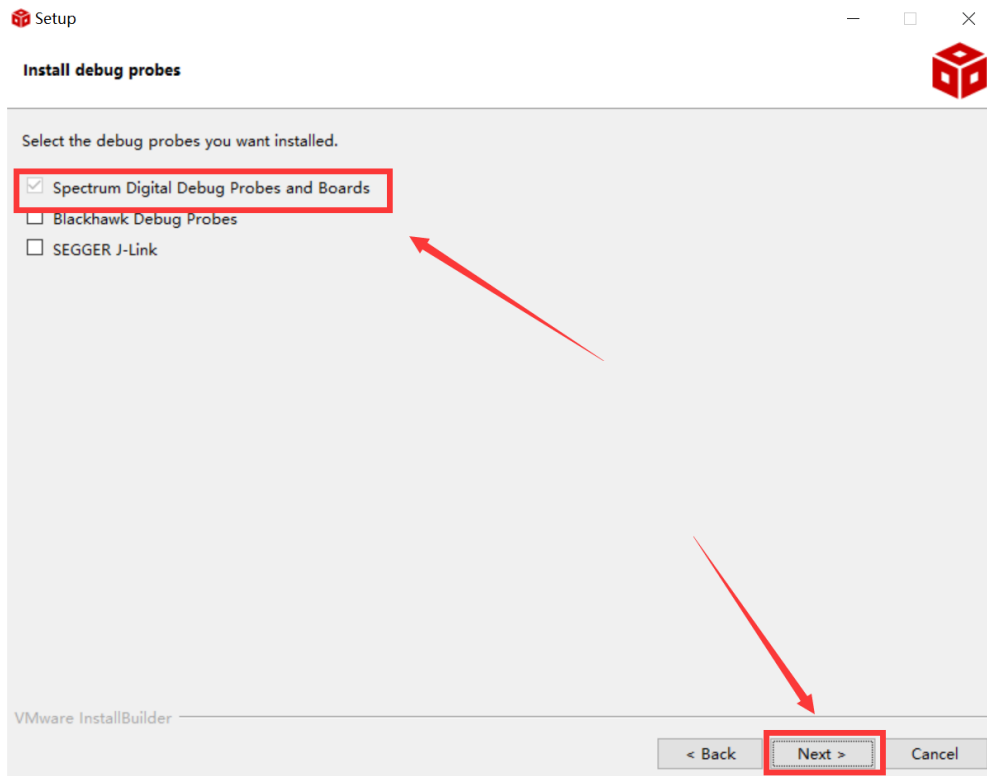 Setup
Install debug probes
Select the debug probes you want installed.
Spectrum Digital Debug Probes and Boards
Blackhawk Debug Probes
SEGGER J-Link
VMware InstallBuilder
< Back Next > Cancel